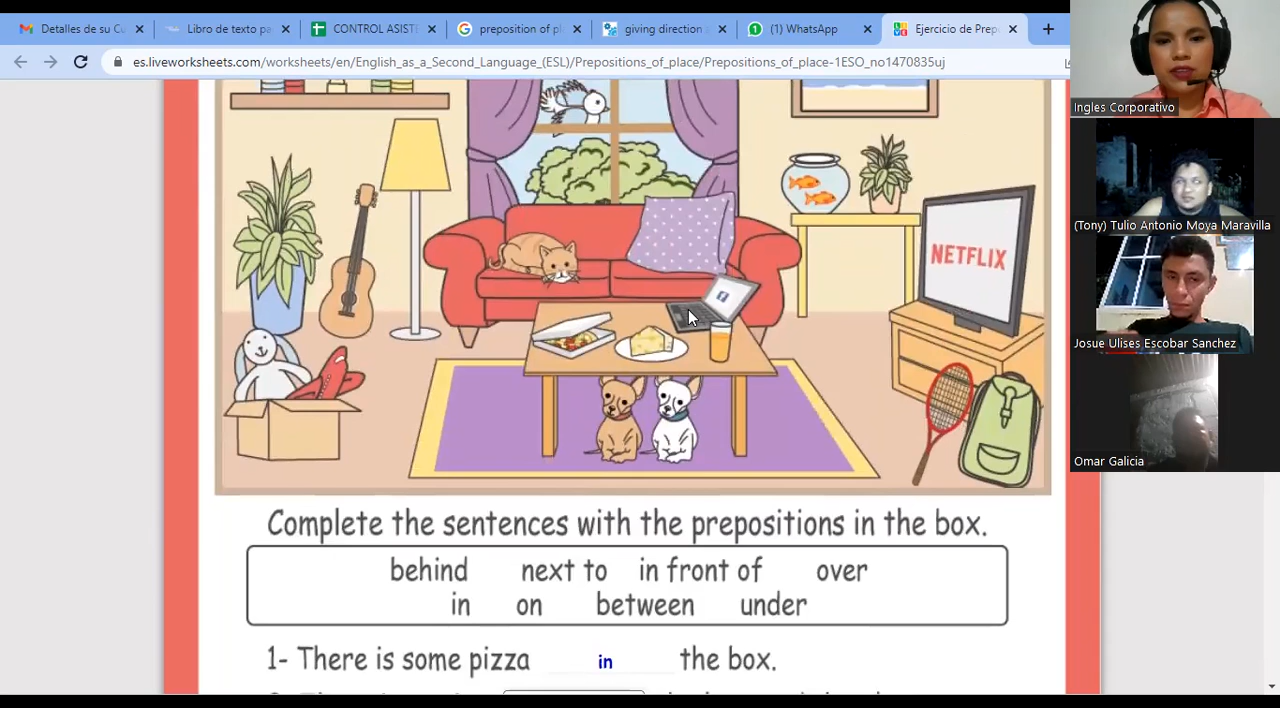 Detalles de su Cu
Libro de texto pa
CONTROL ASIST
preposition of pl
giving direction
(1) WhatsApp
Ejercicio de Prep
es.liveworksheets.com/worksheets/en/English_as_a_Second_Language_(ESL)/Prepositions_of_place/Prepositions_of_place-1ESO_no1470835uj
Ingles Corporativo
(Tony) Tulio Antonio Moya Maravilla
Josue Ulises Escobar Sanchez
Omar Galicia
NETFLIX
Complete the sentences with the prepositions in the box.
behind next to in front of over
in on between under
1- There is some pizza in the box.